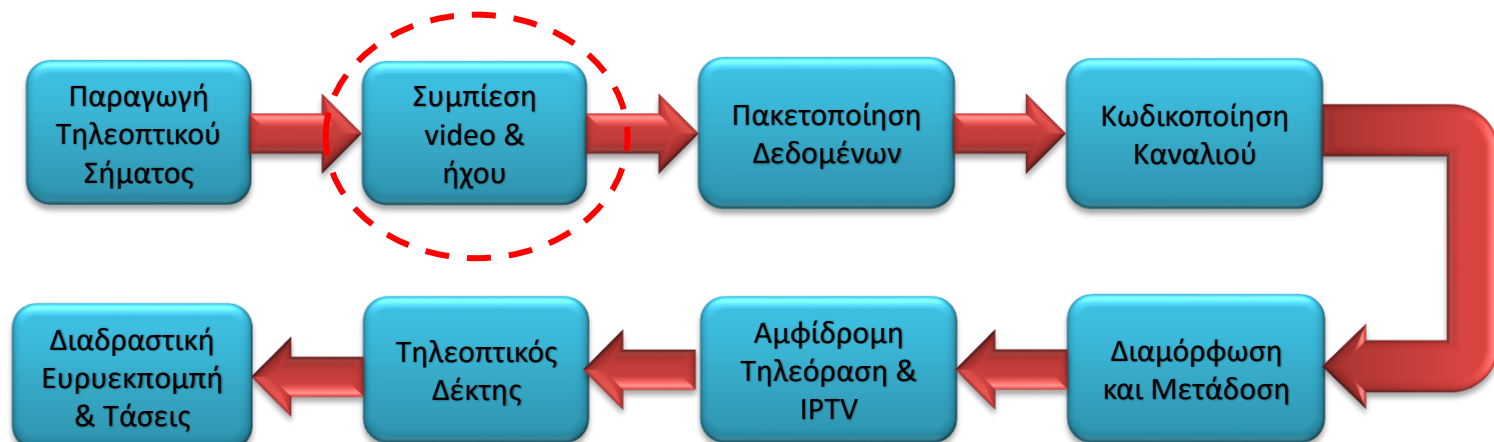 Παραγωγή
Τηλεοπτικού
Σήματος
Συμπίεση
video &
ήχου
Πακετοποίηση
Δεδομένων
Κωδικοποίηση
Καναλιού
Διαμόρφωση
και Μετάδοση
Αμφίδρομη
Τηλεόραση &
IPTV
Τηλεοπτικός
Δέκτης
Διαδραστική
Ευρυεκπομπή
& Τάσεις